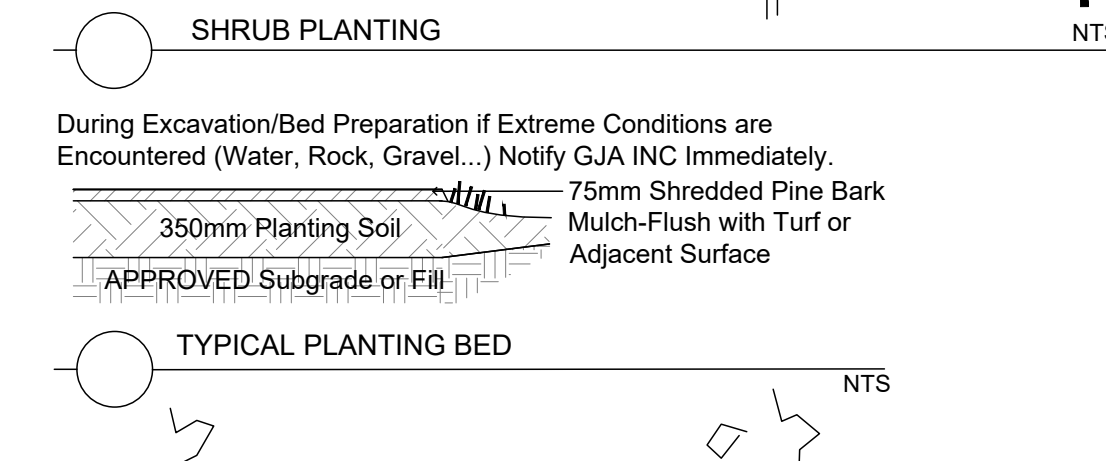 SHRUB PLANTING
NTS
During Excavation/Bed Preparation if Extreme Conditions are
Encountered (Water, Rock, Gravel...) Notify GJA INC Immediately.
75mm Shredded Pine Bark
Mulch-Flush with Turf or
Adjacent Surface
350mm Planting Soil
APPROVED Subgrade or Fill
TYPICAL PLANTING BED
NTS